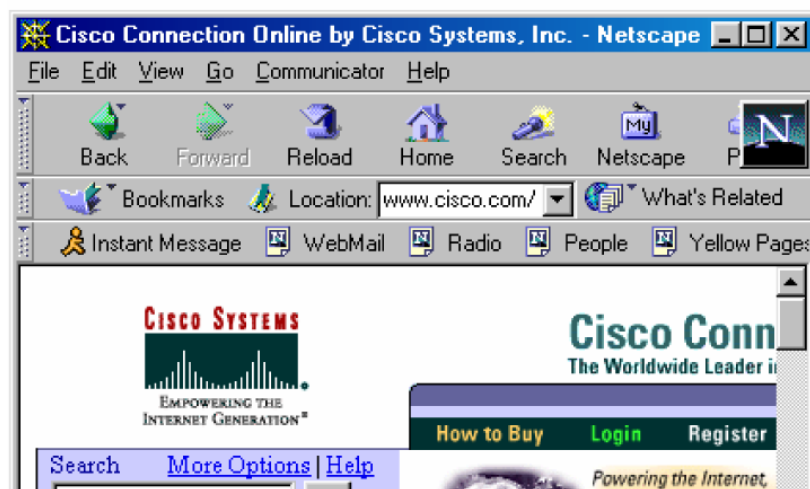 Cisco Connection Online by Cisco Systems, Inc. - Netscape
File Edit View Go Communicator Help
Back Forward Reload Home Search Netscape
My
N
Bookmarks Location: www.cisco.com/ What's Related
Instant Message WebMail Radio People Yellow Pages
CISCO SYSTEMS
EMPOWERING THE
INTERNET GENERATION
Cisco Conn
The Worldwide Leader i
How to Buy Login Register
Search More Options | Help
Powering the Internet,